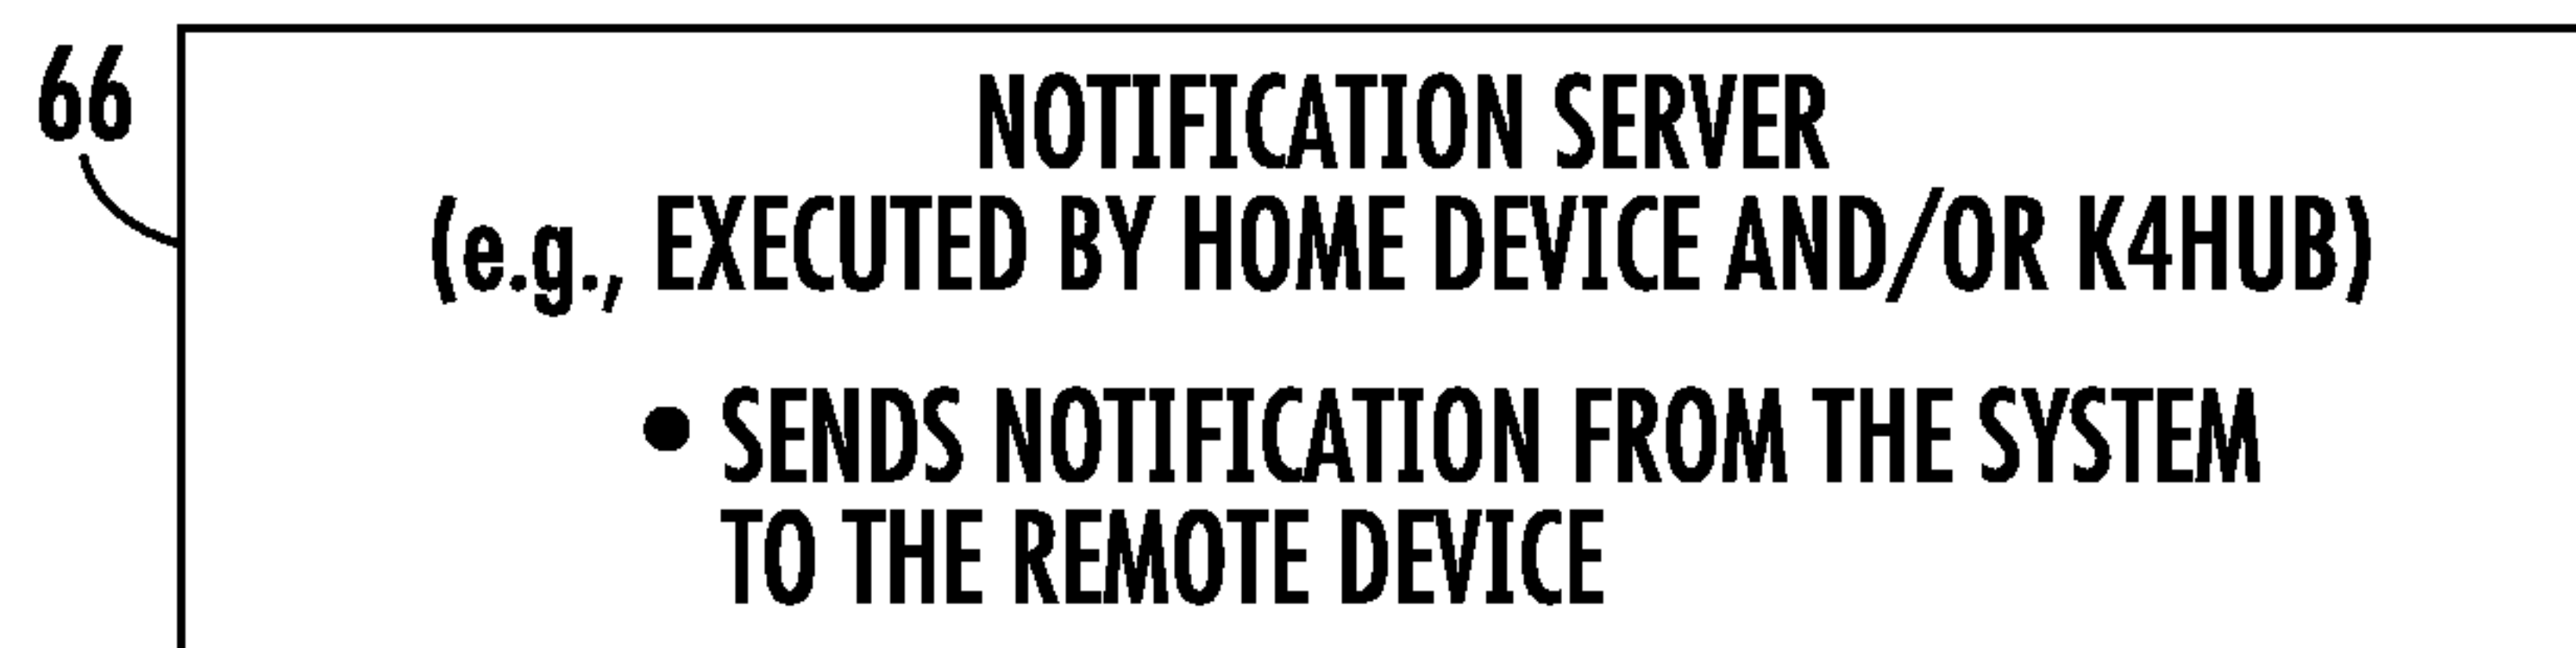 66
NOTIFICATION SERVER
(e.g., EXECUTED BY HOME DEVICE AND/OR K4HUB)
• SENDS NOTIFICATION FROM THE SYSTEM
TO THE REMOTE DEVICE